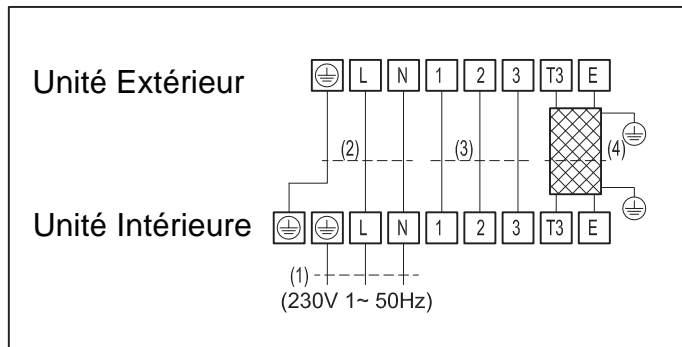 Unité Extérieur
L N 1 2 3 T3 E
(2) (3) (4)
Unité Intérieure
L N 1 2 3 T3 E
(1)
(230V 1~ 50Hz)